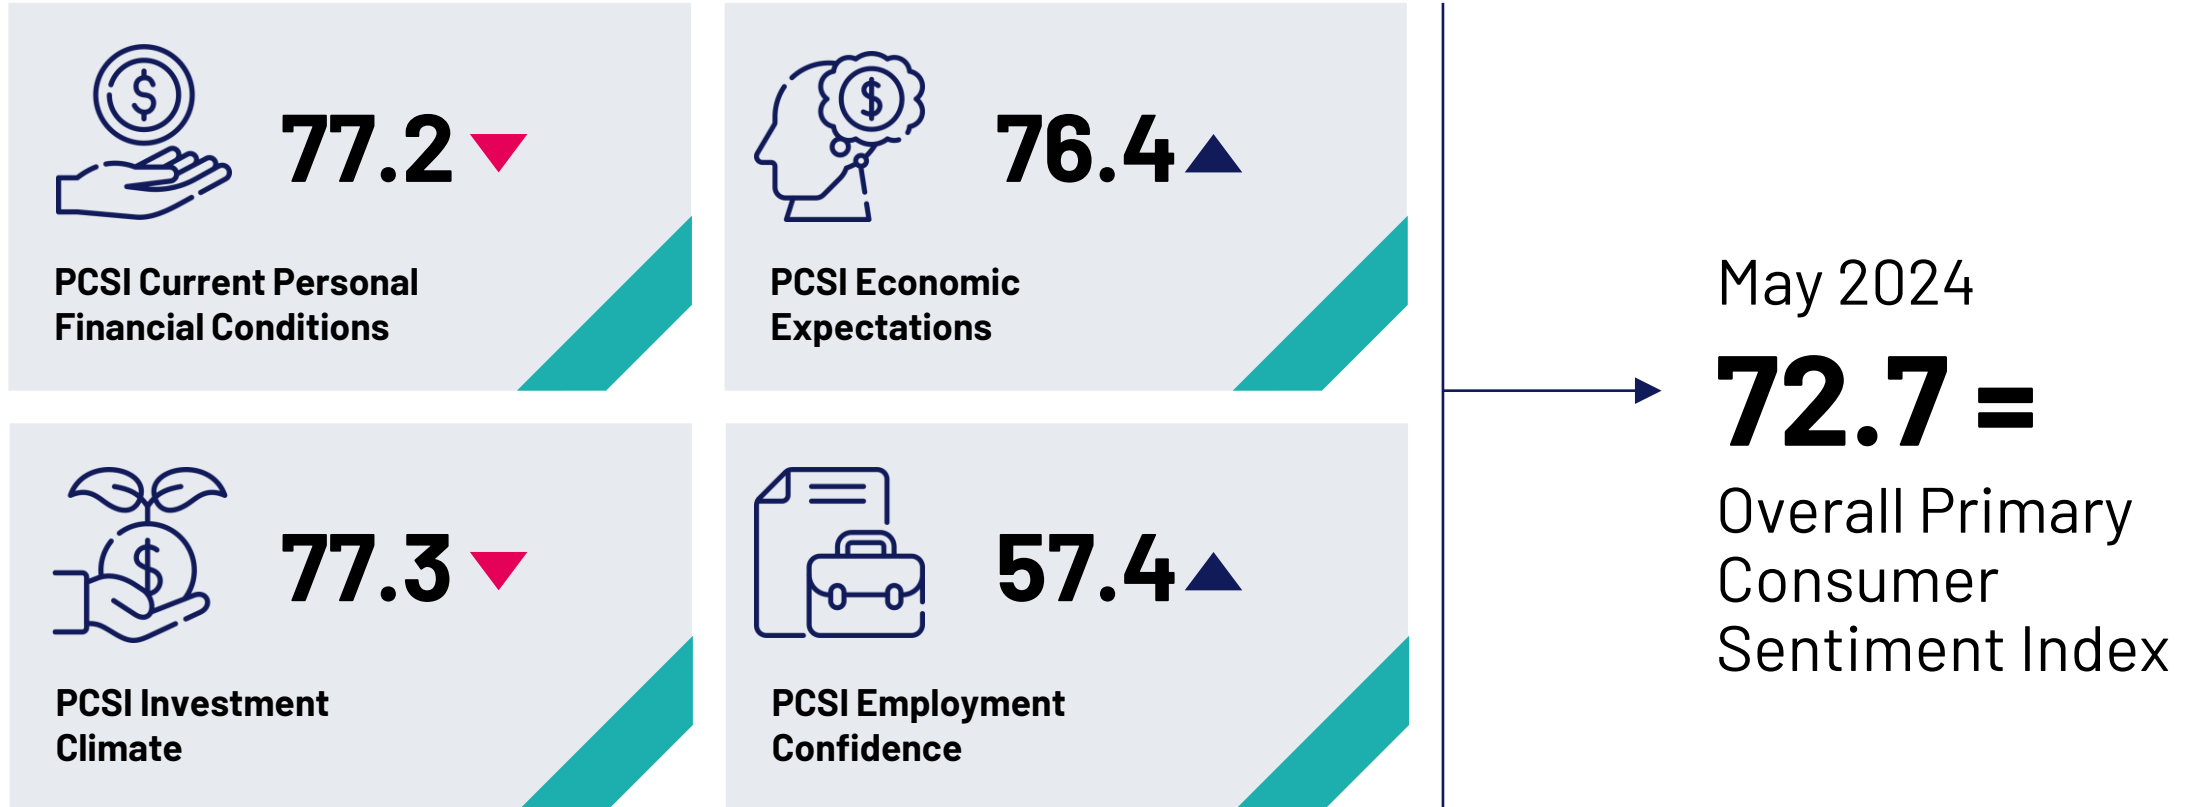 77.2
PCSI Current Personal
Financial Conditions
76.4
PCSI Economic
Expectations
77.3
PCSI Investment
Climate
57.4
PCSI Employment
Confidence
May 2024
72.7 =
Overall Primary
Consumer
Sentiment Index